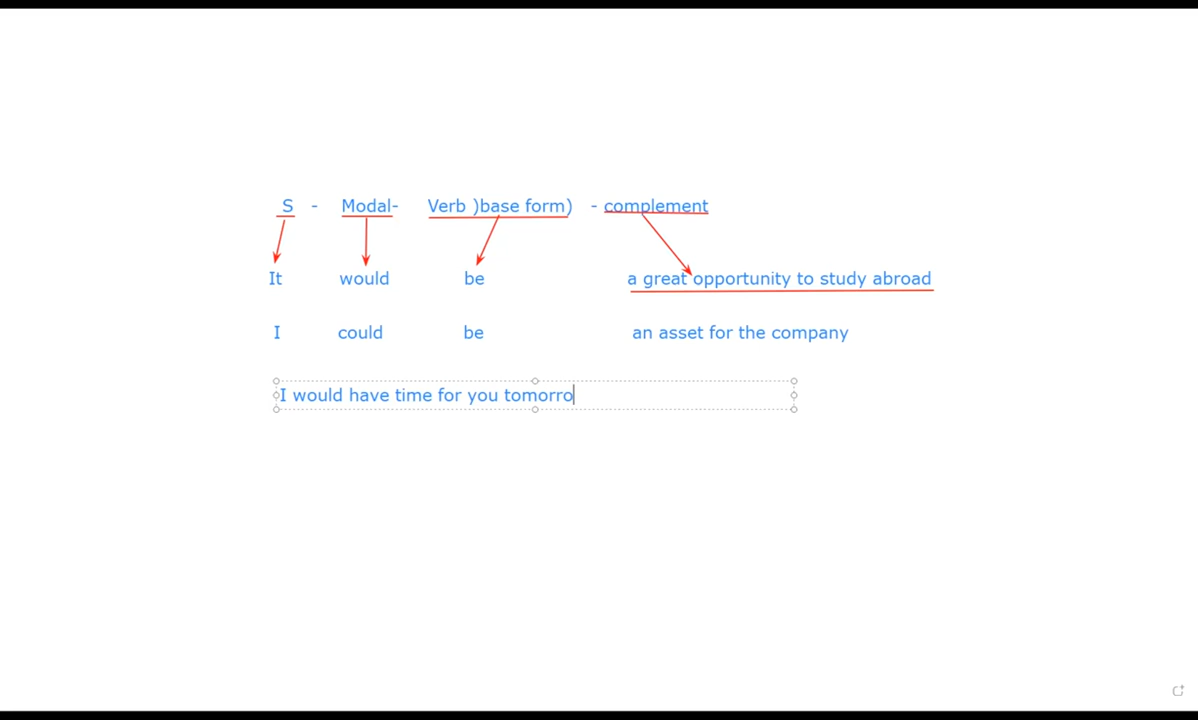 S - Modal- Verb )base form) - complement
It would be a great opportunity to study abroad
I could be an asset for the company
I would have time for you tomorro